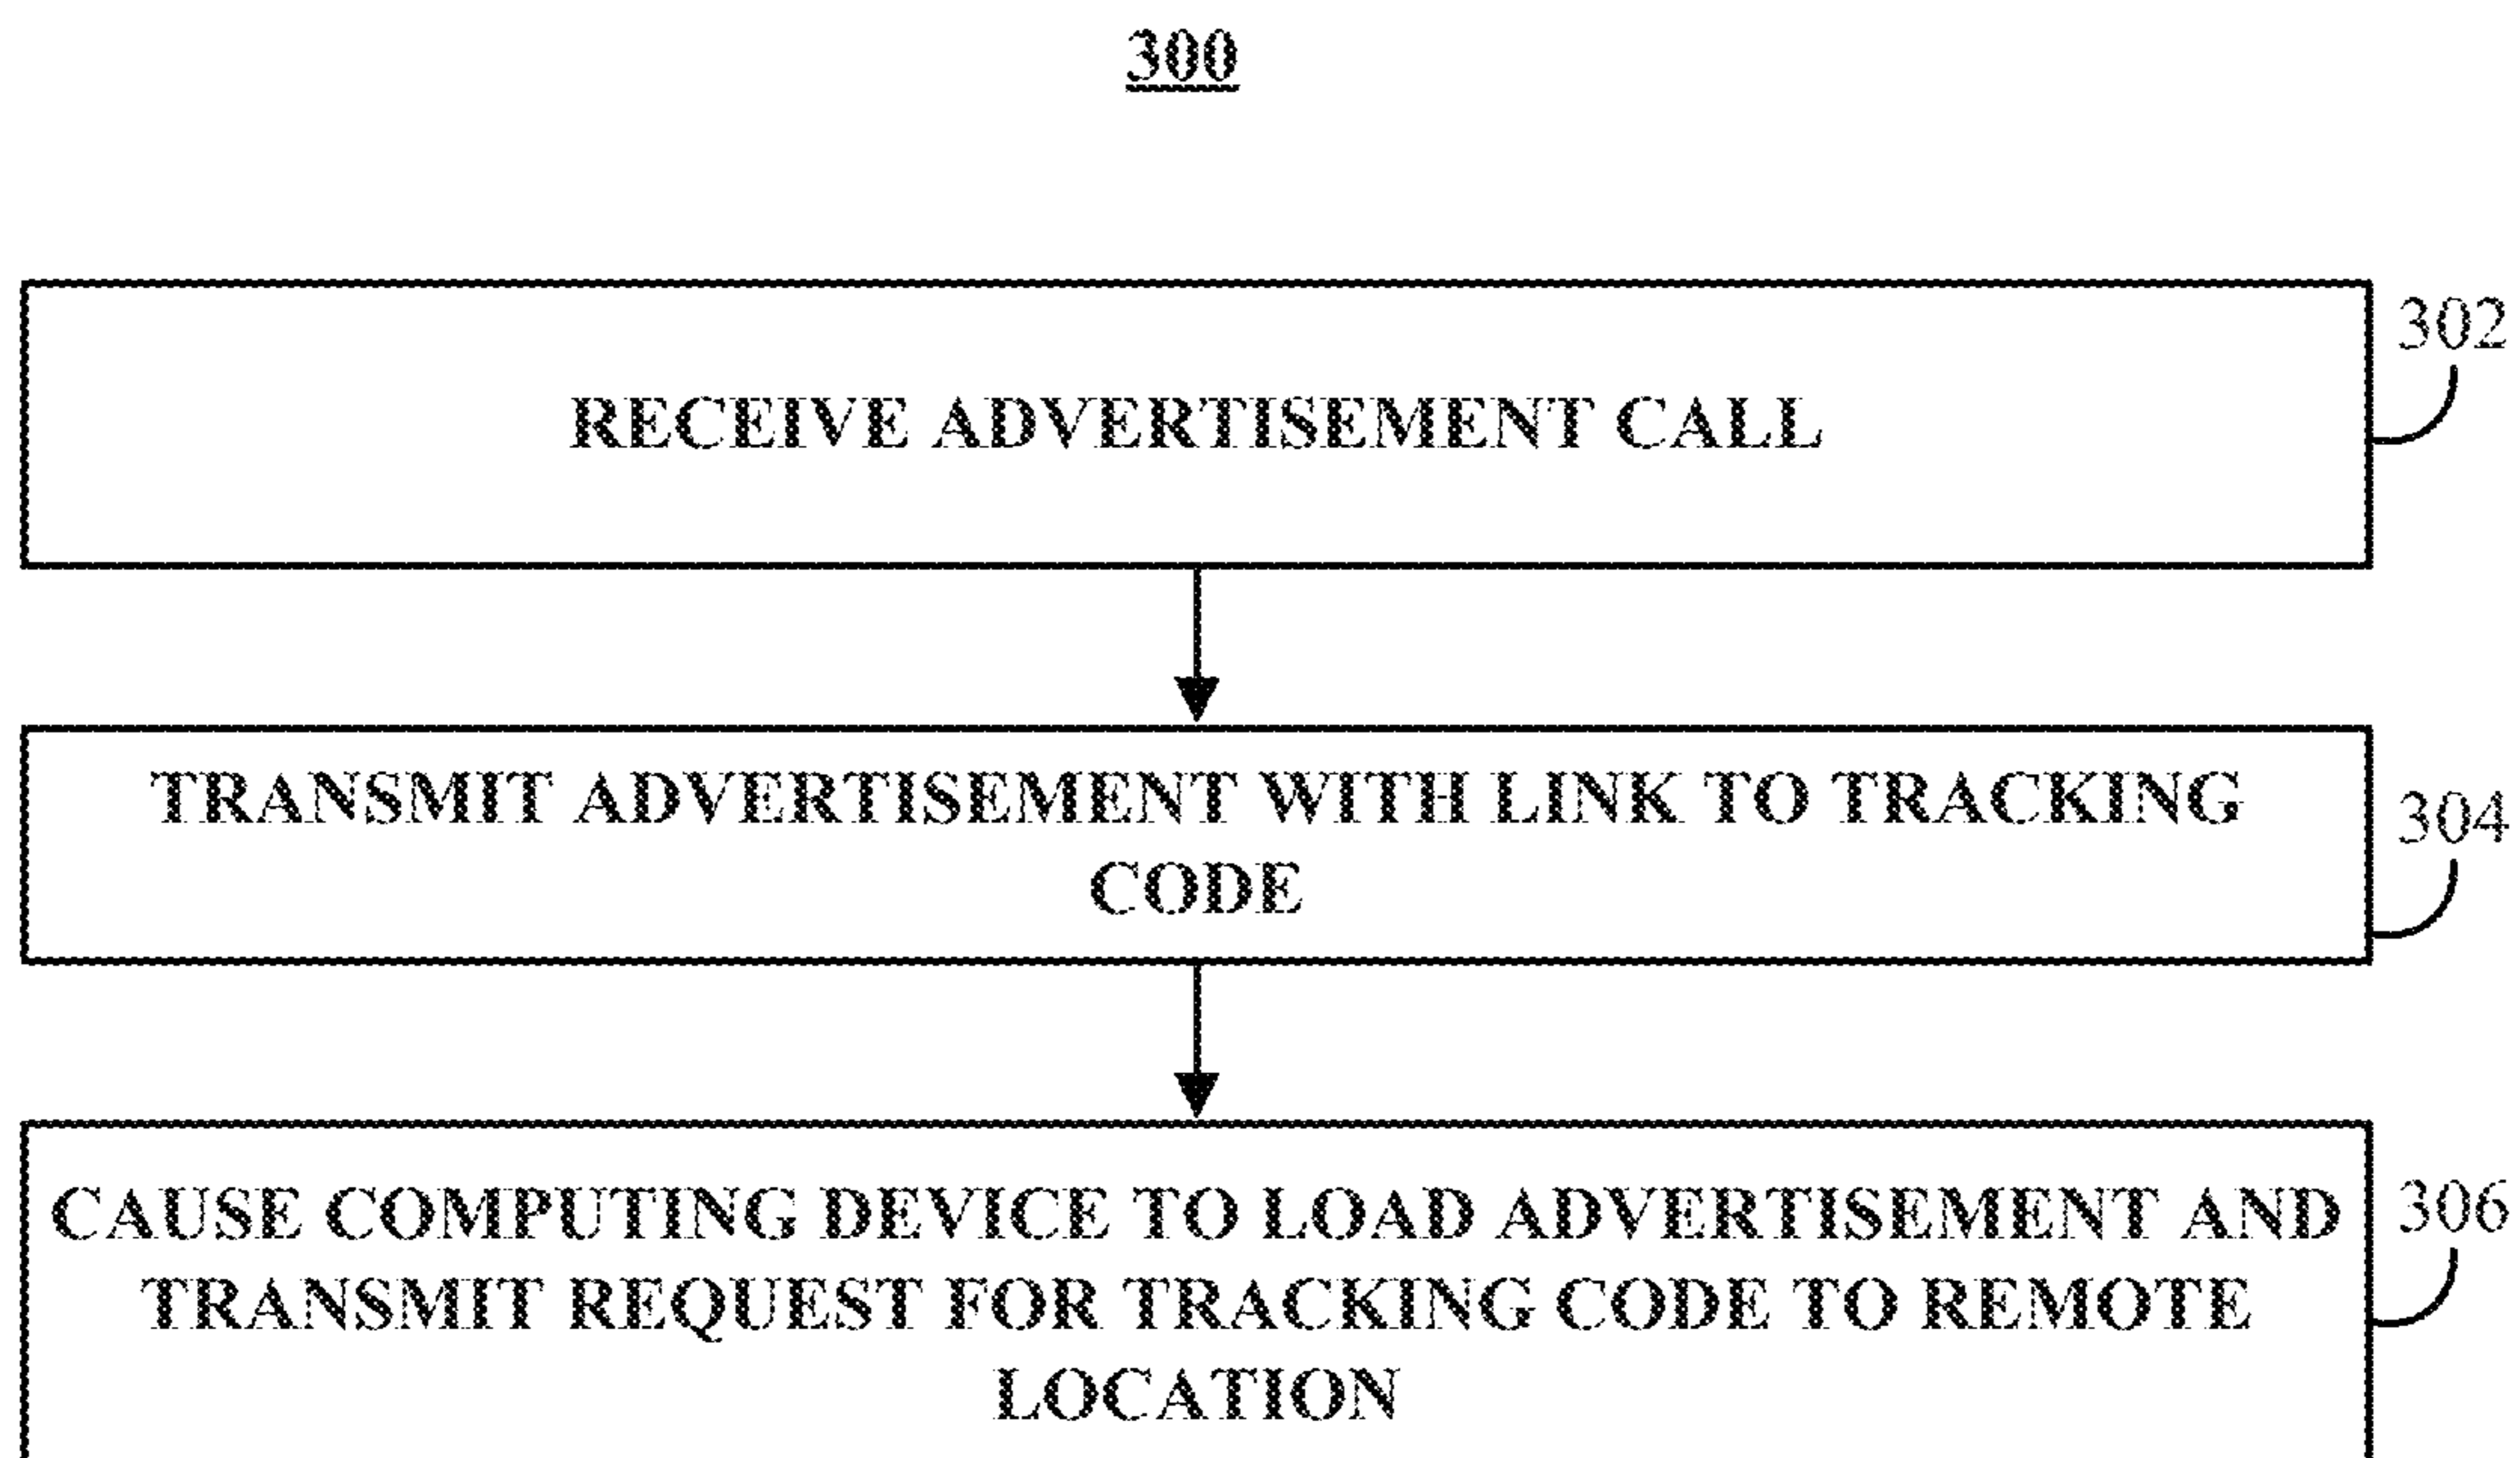 300
302
RECEIVE ADVERTISEMENT CALL
TRANSMIT ADVERTISEMENT WITH LINK TO TRACKING
304
CODE
CAUSE COMPUTING DEVICE TO LOAD ADVERTISEMENT AND
306
TRANSMIT REQUEST FOR TRACKING CODE TO REMOTE
LOCATION